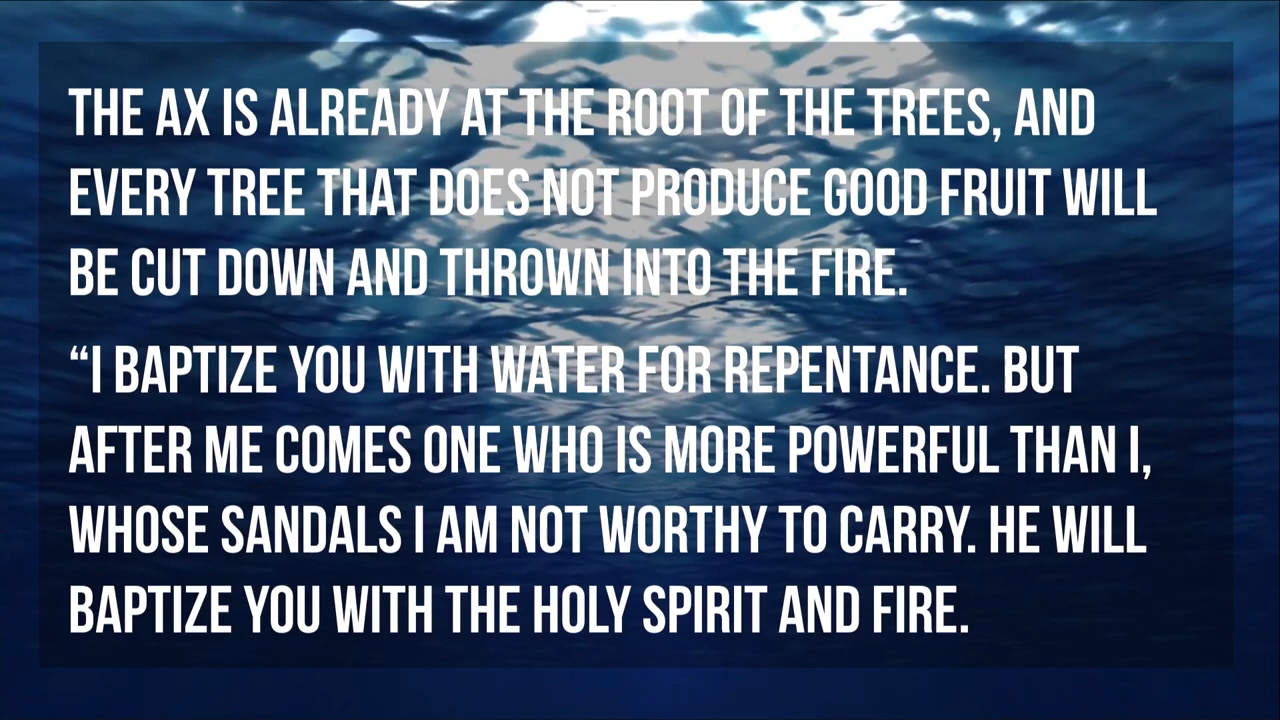 THE AX IS ALREADY AT THE ROOT OF THE TREES, AND
EVERY TREE THAT DOES NOT PRODUCE GOOD FRUIT WILL
BE CUT DOWN AND THROWN INTO THE FIRE.
“I BAPTIZE YOU WITH WATER FOR REPENTANCE. BUT
AFTER ME COMES ONE WHO IS MORE POWERFUL THAN I,
WHOSE SANDALS I AM NOT WORTHY TO CARRY. HE WILL
BAPTIZE YOU WITH THE HOLY SPIRIT AND FIRE.